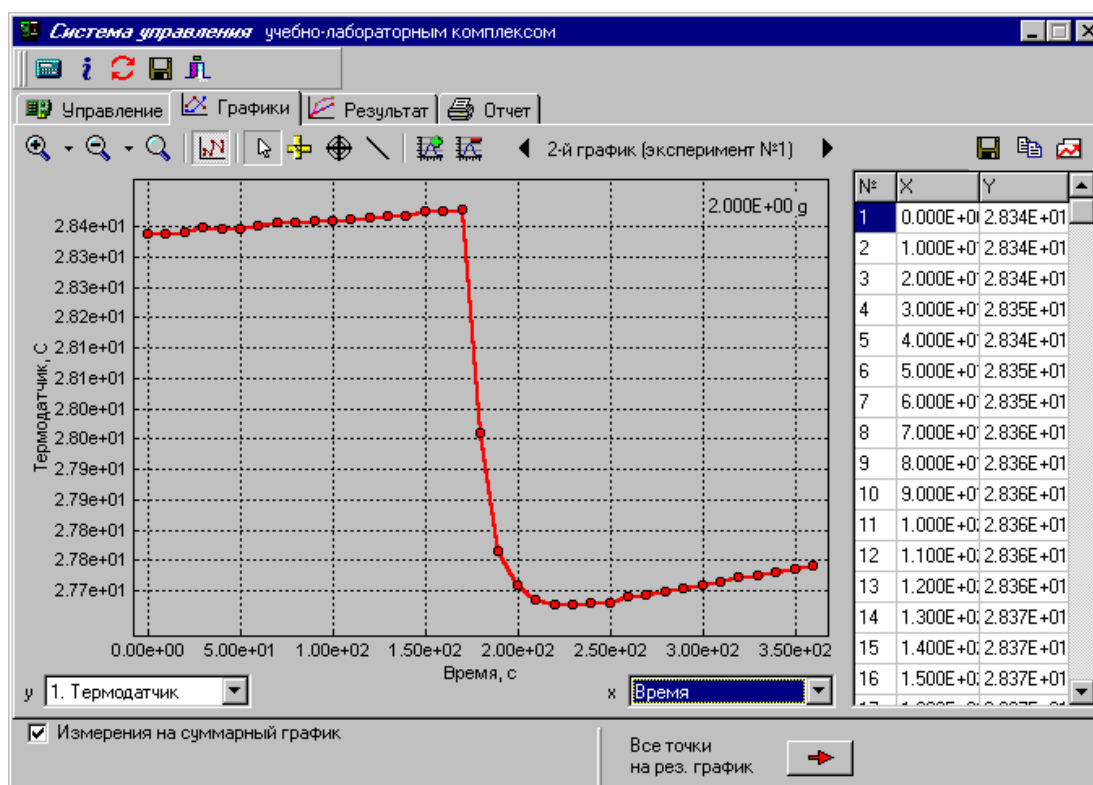 Система управления учебно-лабораторным комплексом
Управление Графики Результат Отчет
2-й график (эксперимент №1)
2.000E+00 g
2.84e+01
2.83e+01
2.83e+01
2.82e+01
2.81e+01
2.81e+01
2.80e+01
2.80e+01
2.79e+01
2.79e+01
2.78e+01
2.78e+01
2.77e+01
Термодатчик, С
0.00e+00 5.00e+01 1.00e+02 1.50e+02 2.00e+02 2.50e+02 3.00e+02 3.50e+02
Время, с
y 1. Термодатчик
x Время
№ X Y
1 0.000E+0 2.834E+01
2 1.000E+0 2.834E+01
3 2.000E+0 2.834E+01
4 3.000E+0 2.835E+01
5 4.000E+0 2.834E+01
6 5.000E+0 2.835E+01
7 6.000E+0 2.835E+01
8 7.000E+0 2.836E+01
9 8.000E+0 2.836E+01
10 9.000E+0 2.836E+01
11 1.000E+0 2.836E+01
12 1.100E+0 2.836E+01
13 1.200E+0 2.836E+01
14 1.300E+0 2.837E+01
15 1.400E+0 2.837E+01
16 1.500E+0 2.837E+01
Измерения на суммарный график
Все точки
на рез. график